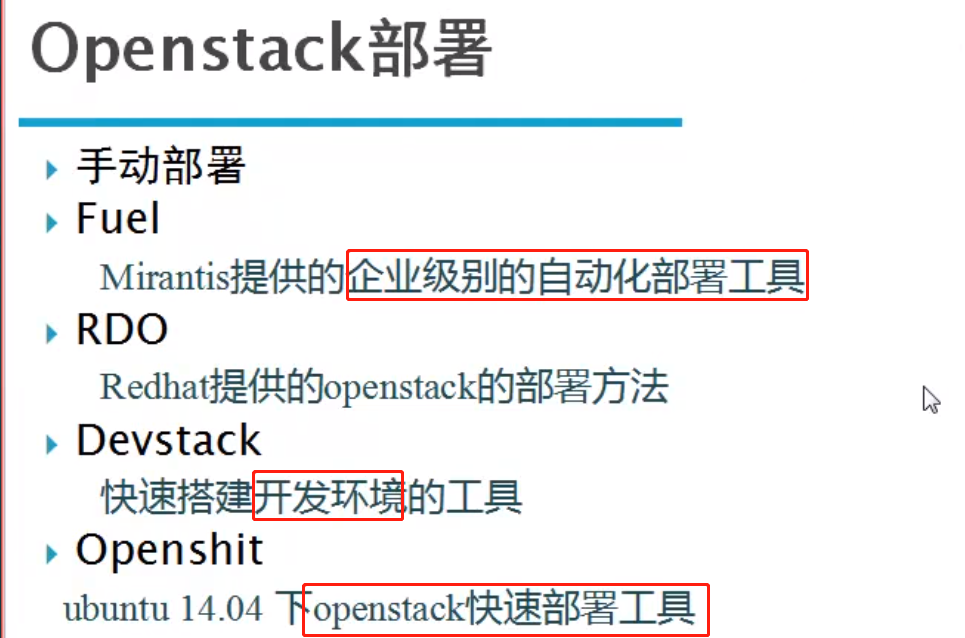 Openstack部署
手动部署
Fuel
Mirantis提供的企业级别的自动化部署工具
RDO
Redhat提供的openstack的部署方法
Devstack
快速搭建开发环境的工具
Openshit
ubuntu 14.04 下openstack快速部署工具